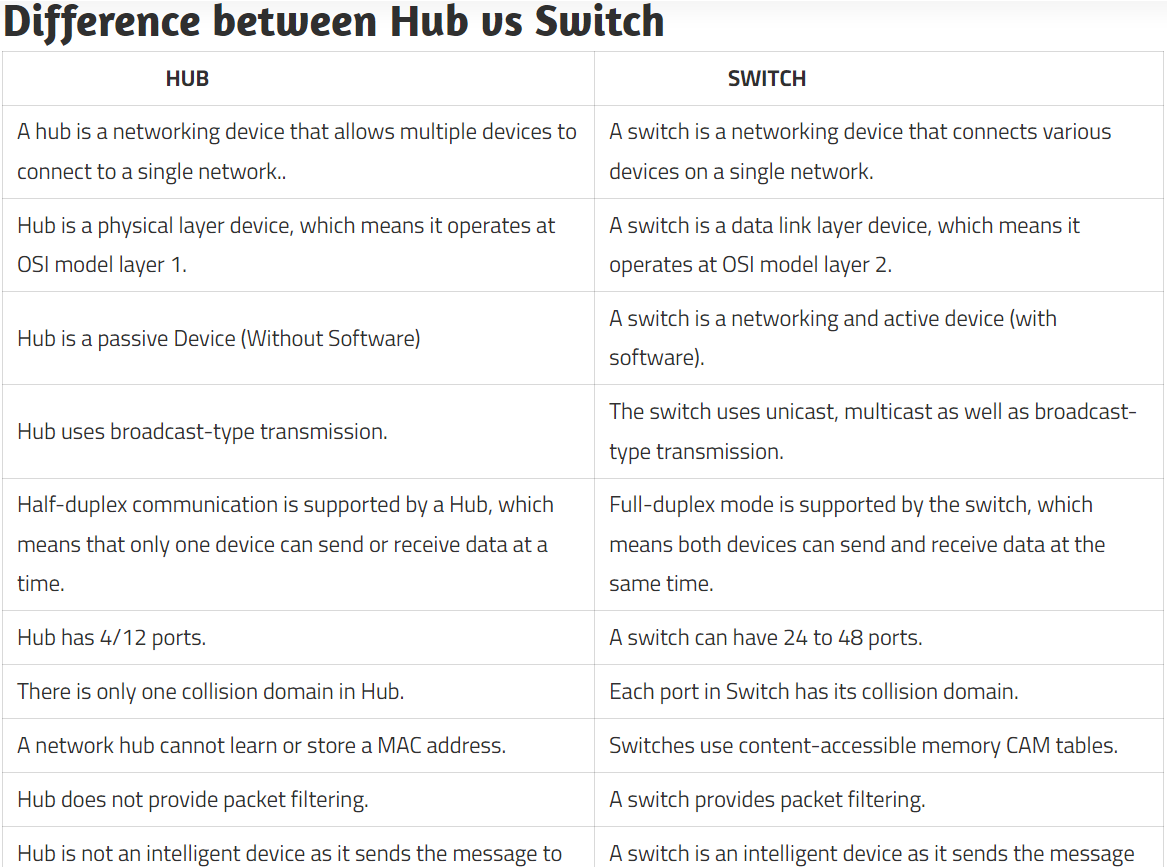 Difference between Hub vs Switch
HUB
SWITCH
A hub is a networking device that allows multiple devices to
connect to a single network..
A switch is a networking device that connects various
devices on a single network.
Hub is a physical layer device, which means it operates at
OSI model layer 1.
A switch is a data link layer device, which means it
operates at OSI model layer 2.
Hub is a passive Device (Without Software)
A switch is a networking and active device (with
software).
Hub uses broadcast-type transmission.
The switch uses unicast, multicast as well as broadcast-
type transmission.
Half-duplex communication is supported by a Hub, which
means that only one device can send or receive data at a
time.
Full-duplex mode is supported by the switch, which
means both devices can send and receive data at the
same time.
Hub has 4/12 ports.
A switch can have 24 to 48 ports.
There is only one collision domain in Hub.
Each port in Switch has its collision domain.
A network hub cannot learn or store a MAC address.
Switches use content-accessible memory CAM tables.
Hub does not provide packet filtering.
A switch provides packet filtering.
Hub is not an intelligent device as it sends the message to
A switch is an intelligent device as it sends the message